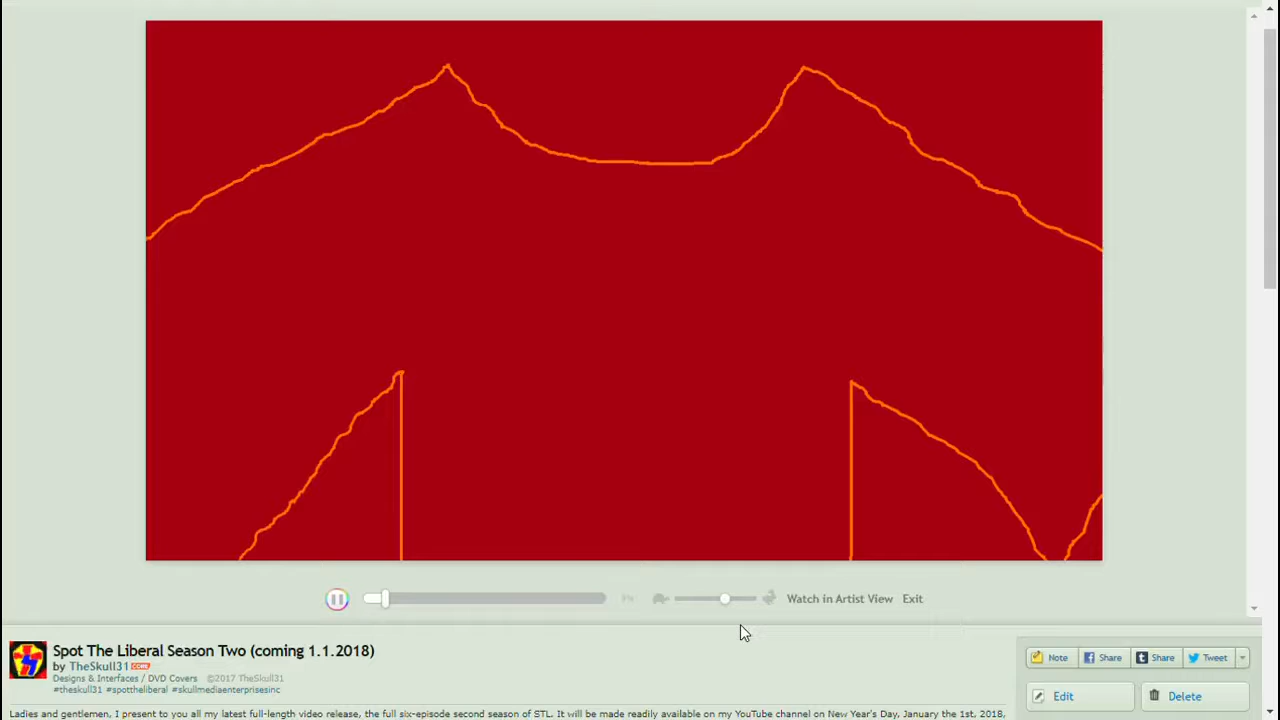 Watch in Artist View Exit
Spot The Liberal Season Two (coming 1.1.2018)
by TheSkull31 CORE
Designs & Interfaces / DVD Covers ©2017 TheSkull31
#theskull31 #spottheliberal #skullmediaenterprisesinc
Note Share Share Tweet
Edit Delete
Ladies and gentlemen, I present to you all my latest full-length video release, the full six-episode second season of STL. It will be made readily available on my YouTube channel on New Year's Day, January the 1st, 2018,